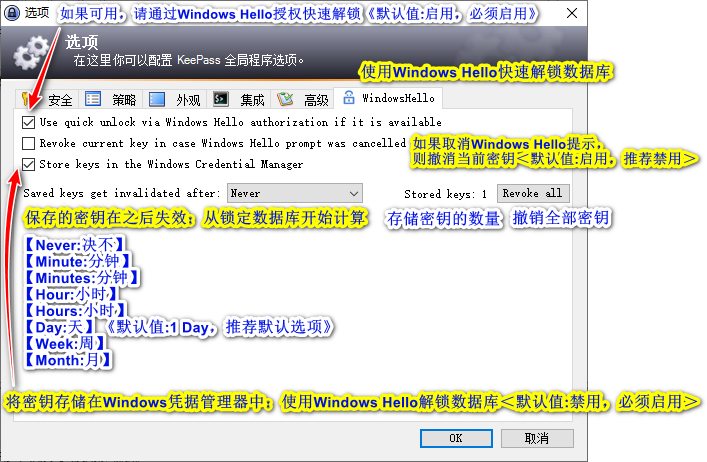 选项
如果可用，请通过Windows Hello授权快速解锁《默认值:启用，必须启用》
选项
在这里你可以配置 KeePass 全局程序选项。
使用Windows Hello快速解锁数据库
安全
策略
外观
集成
高级
WindowsHello
Use quick unlock via Windows Hello authorization if it is available
Revoke current key in case Windows Hello prompt was cancelled
如果取消Windows Hello提示，
则撤消当前密钥＜默认值:启用，推荐禁用＞
Store keys in the Windows Credential Manager
Saved keys get invalidated after:
Never
Stored keys: 1
Revoke all
保存的密钥在之后失效；从锁定数据库开始计算
存储密钥的数量
撤销全部密钥
【Never:决不】
【Minute:分钟】
【Minutes:分钟】
【Hour:小时】
【Hours:小时】
【Day:天】《默认值:1 Day，推荐默认选项》
【Week:周】
【Month:月】
将密钥存储在Windows凭据管理器中；使用Windows Hello解锁数据库＜默认值:禁用，必须启用＞
OK
取消